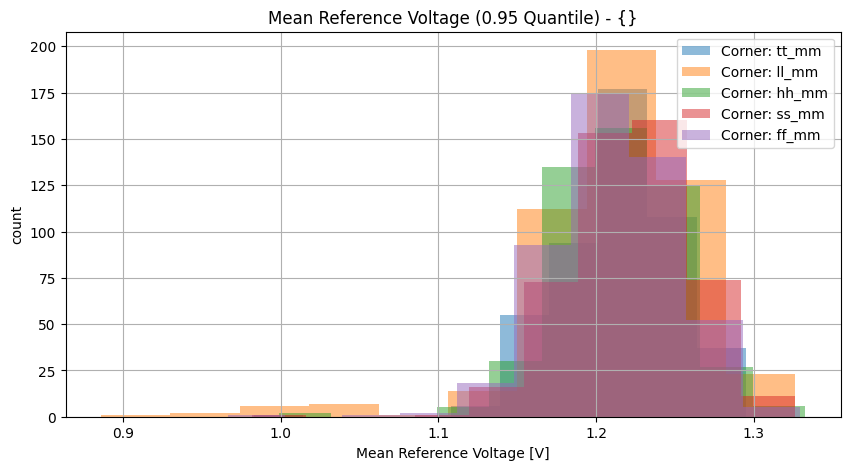 Mean Reference Voltage (0.95 Quantile) - {}
200
175
150
125
100
75
50
25
0
count
0.9
1.0
1.1
1.2
1.3
Mean Reference Voltage [V]
Corner: tt_mm
Corner: ll_mm
Corner: hh_mm
Corner: ss_mm
Corner: ff_mm